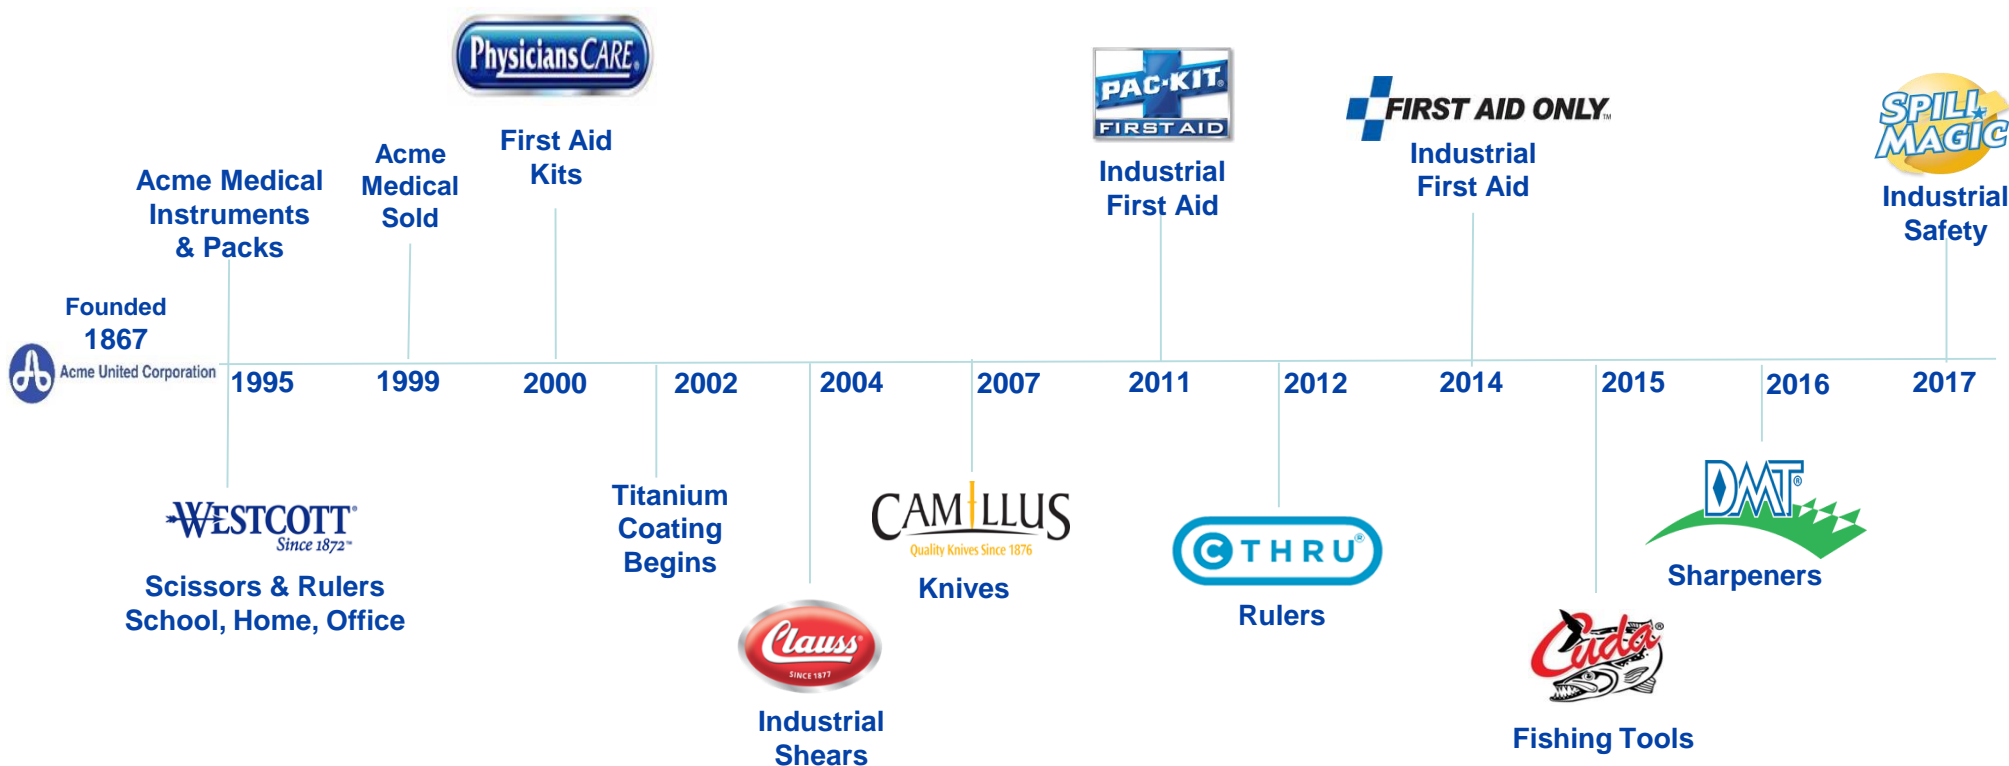 PhysiciansCARE®
First Aid
Kits
Acme
Medical
Sold
Acme Medical
Instruments
& Packs
PAC-KIT®
FIRST AID
Industrial
First Aid
FIRST AID ONLY™
Industrial
First Aid
SPILL
MAGIC
Industrial
Safety
Founded
1867
Acme United Corporation
1995
1999
2000
2002
2004
2007
2011
2012
2014
2015
2016
2017
WESTCOTT®
Since 1872™
Scissors & Rulers
School, Home, Office
Titanium
Coating
Begins
Clauss®
SINCE 1877
Industrial
Shears
CAMILLUS
Quality Knives Since 1876
Knives
C THRU®
Rulers
Cuda®
Fishing Tools
DMT®
Sharpeners